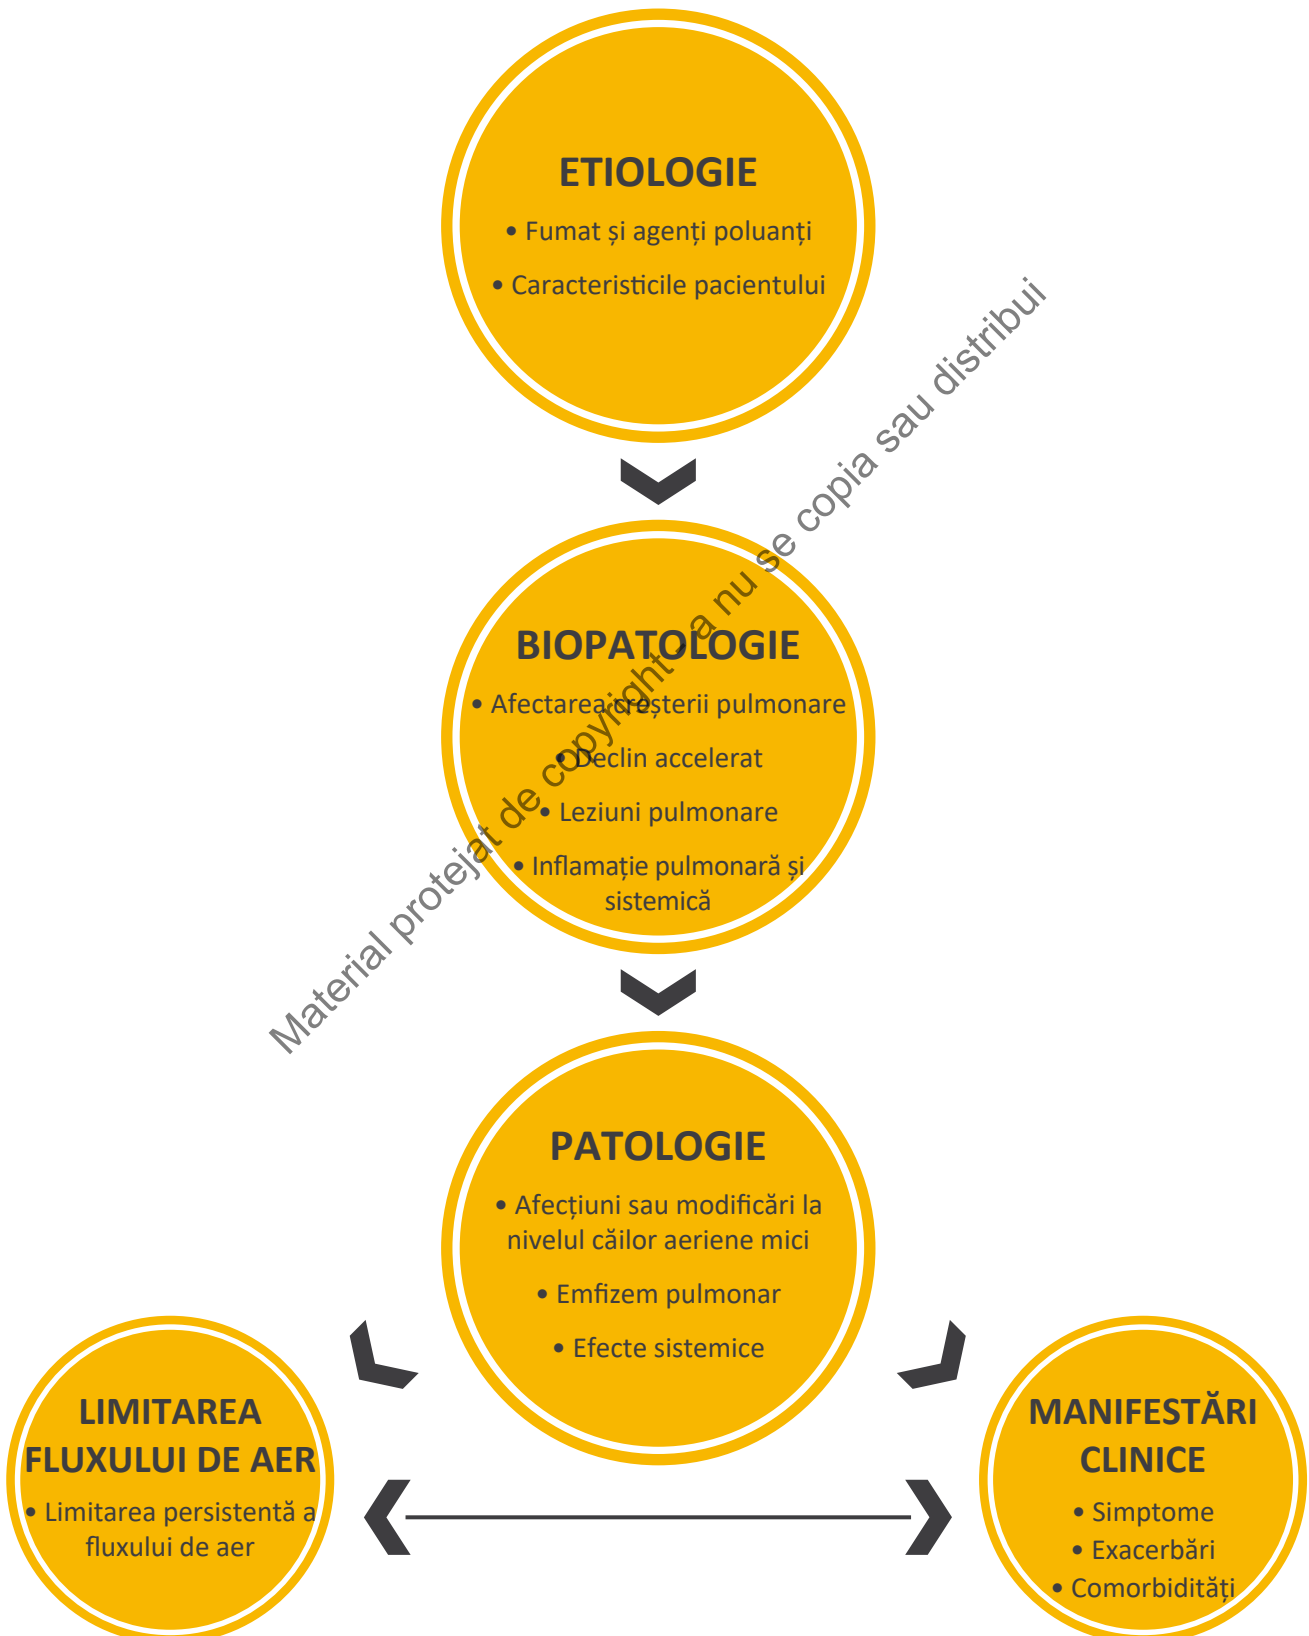 ETIOLOGIE
• Fumat și agenți poluanți
• Caracteristicile pacientului
BIOPATOLOGIE
• Afectarea creșterii pulmonare
• Declin accelerat
• Leziuni pulmonare
• Inflamație pulmonară și
sistemică
PATOLOGIE
• Afecțiuni sau modificări la
nivelul căilor aeriene mici
• Emfizem pulmonar
• Efecte sistemice
LIMITAREA
FLUXULUI DE AER
• Limitarea persistentă a
fluxului de aer
MANIFESTĂRI
CLINICE
• Simptome
• Exacerbări
• Comorbidități
Material protejat de copyright - a nu se copia sau distribui